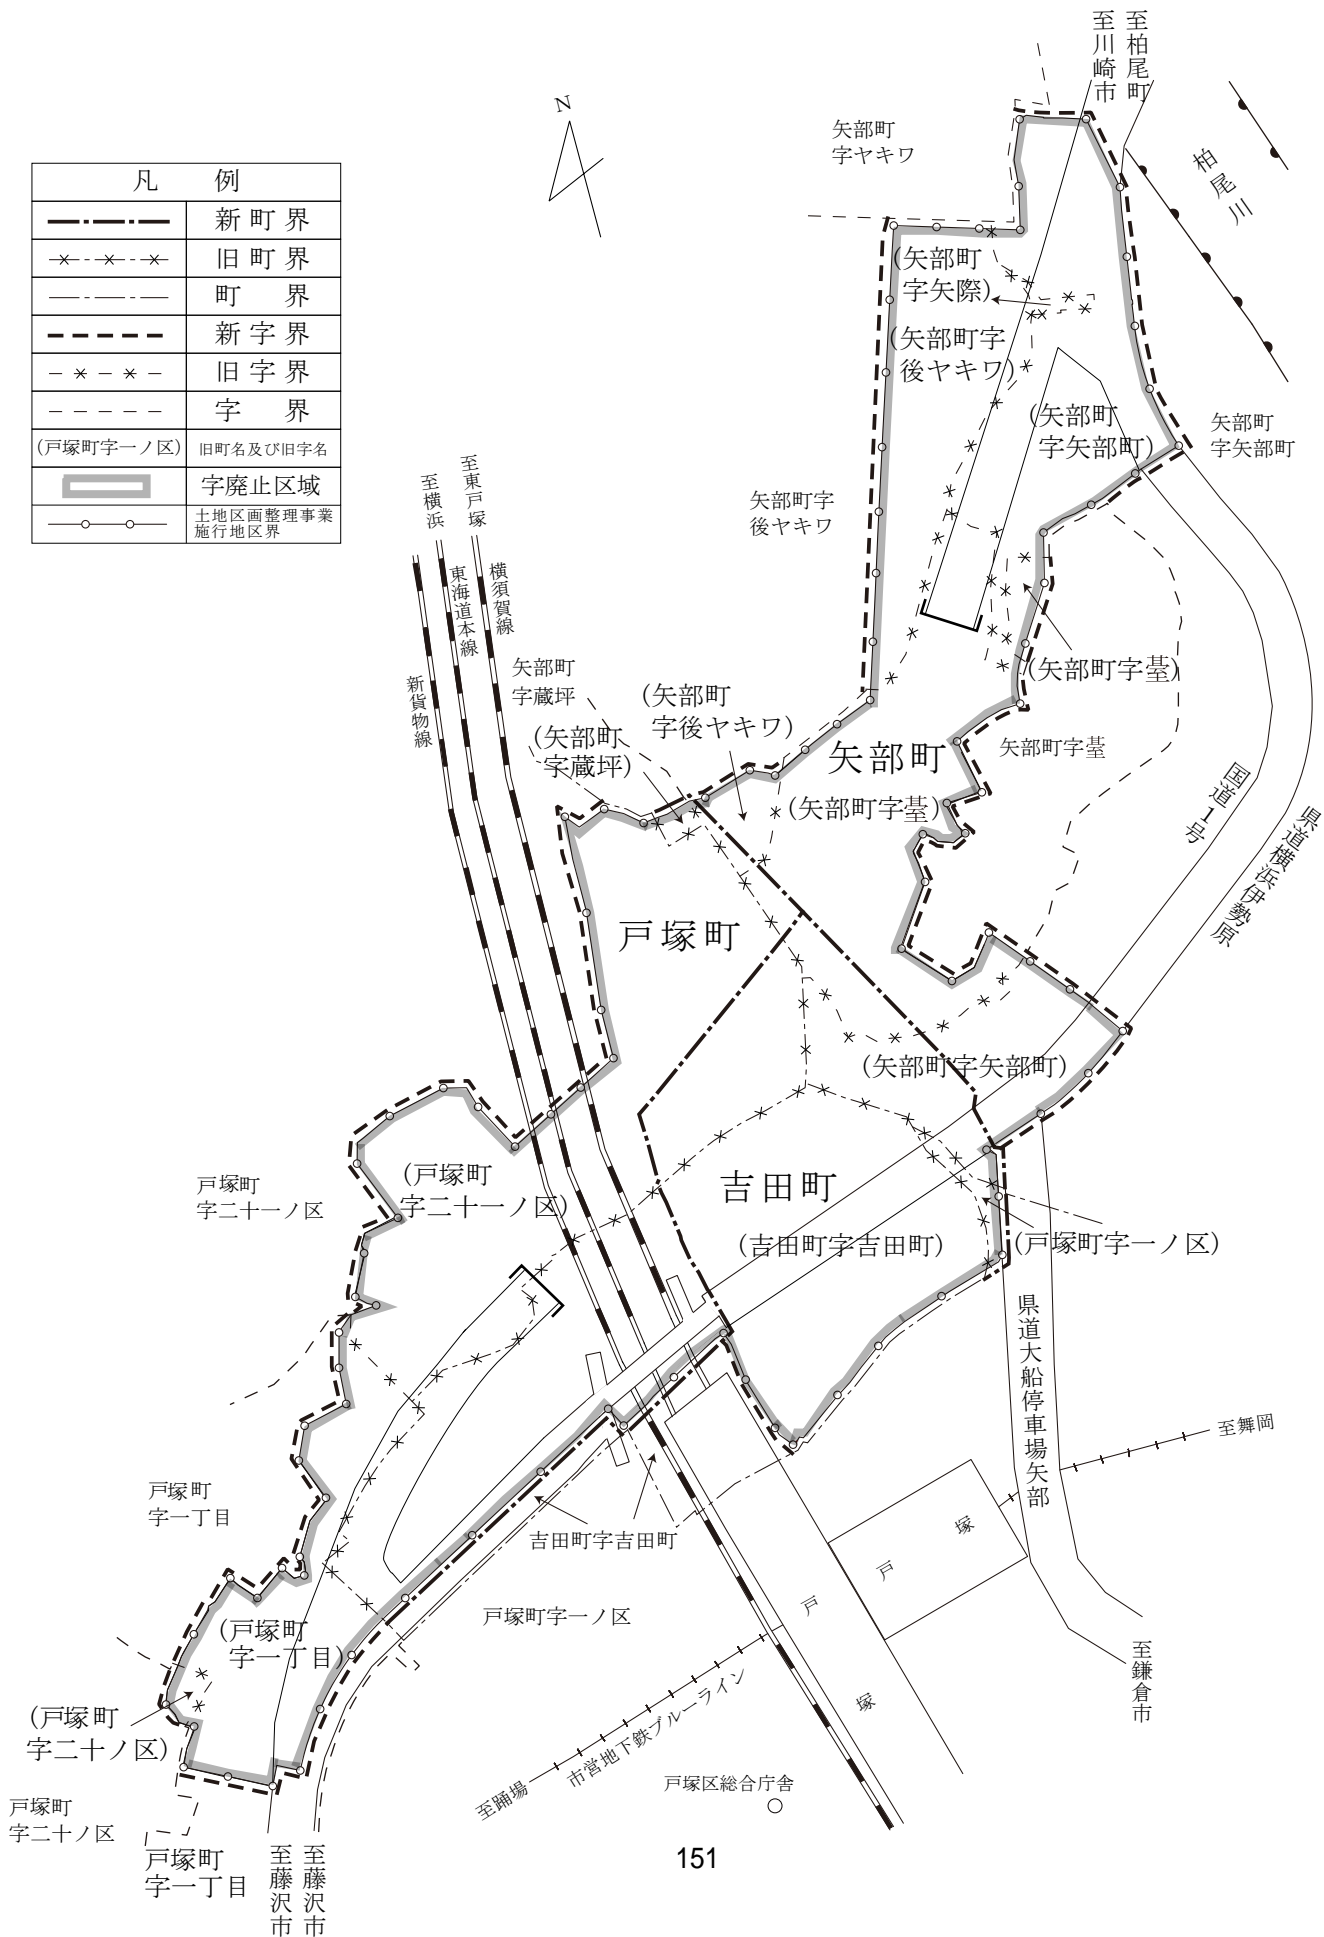 至柏尾町
至川崎市
N
矢部町
字ヤキワ
柏尾川
凡　例
新町界
旧町界
町　界
新字界
旧字界
字　界
(戸塚町字一ノ区)
旧町名及び旧字名
字廃止区域
土地区画整理事業
施行地区界
(矢部町
字矢際)
(矢部町字
後ヤキワ)
(矢部町
字矢部町)
矢部町
字矢部町
矢部町字
後ヤキワ
至東戸塚
至横浜
横須賀線
東海道本線
新貨物線
矢部町
字蔵坪
(矢部町
字後ヤキワ)
(矢部町
字蔵坪)
矢部町
国道1号
県道横浜伊勢原
戸塚町
(矢部町字矢部町)
戸塚町
字二十一ノ区
(戸塚町
字二十一ノ区)
吉田町
(吉田町字吉田町)
(戸塚町字一ノ区)
県道大船停車場矢部
至舞岡
戸塚町
字一丁目
吉田町字吉田町
戸塚
戸塚町字一ノ区
戸塚
(戸塚町
字一丁目)
至鎌倉市
(戸塚町
字二十ノ区)
市営地下鉄ブルーライン
至踊場
戸塚区総合庁舎
戸塚町
字二十ノ区
戸塚町
字一丁目
至藤沢市
至藤沢市
151